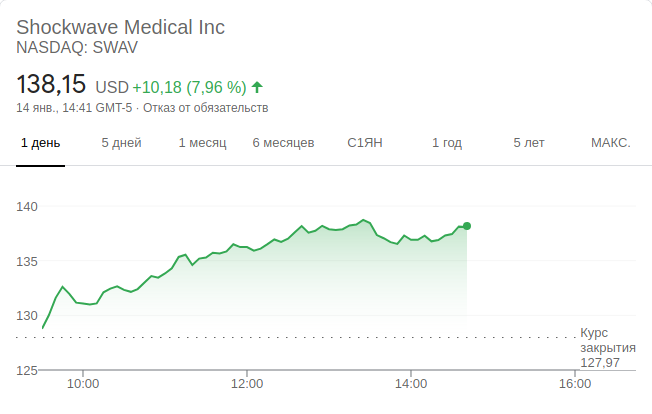 Shockwave Medical Inc
NASDAQ: SWAV
138,15 USD +10,18 (7,96 %)
14 янв., 14:41 GMT-5 · Отказ от обязательств
1 день 5 дней 1 месяц 6 месяцев С1ЯН 1 год 5 лет МАКС.
140
135
130
Курс
закрытия
127,97
125
10:00 12:00 14:00 16:00